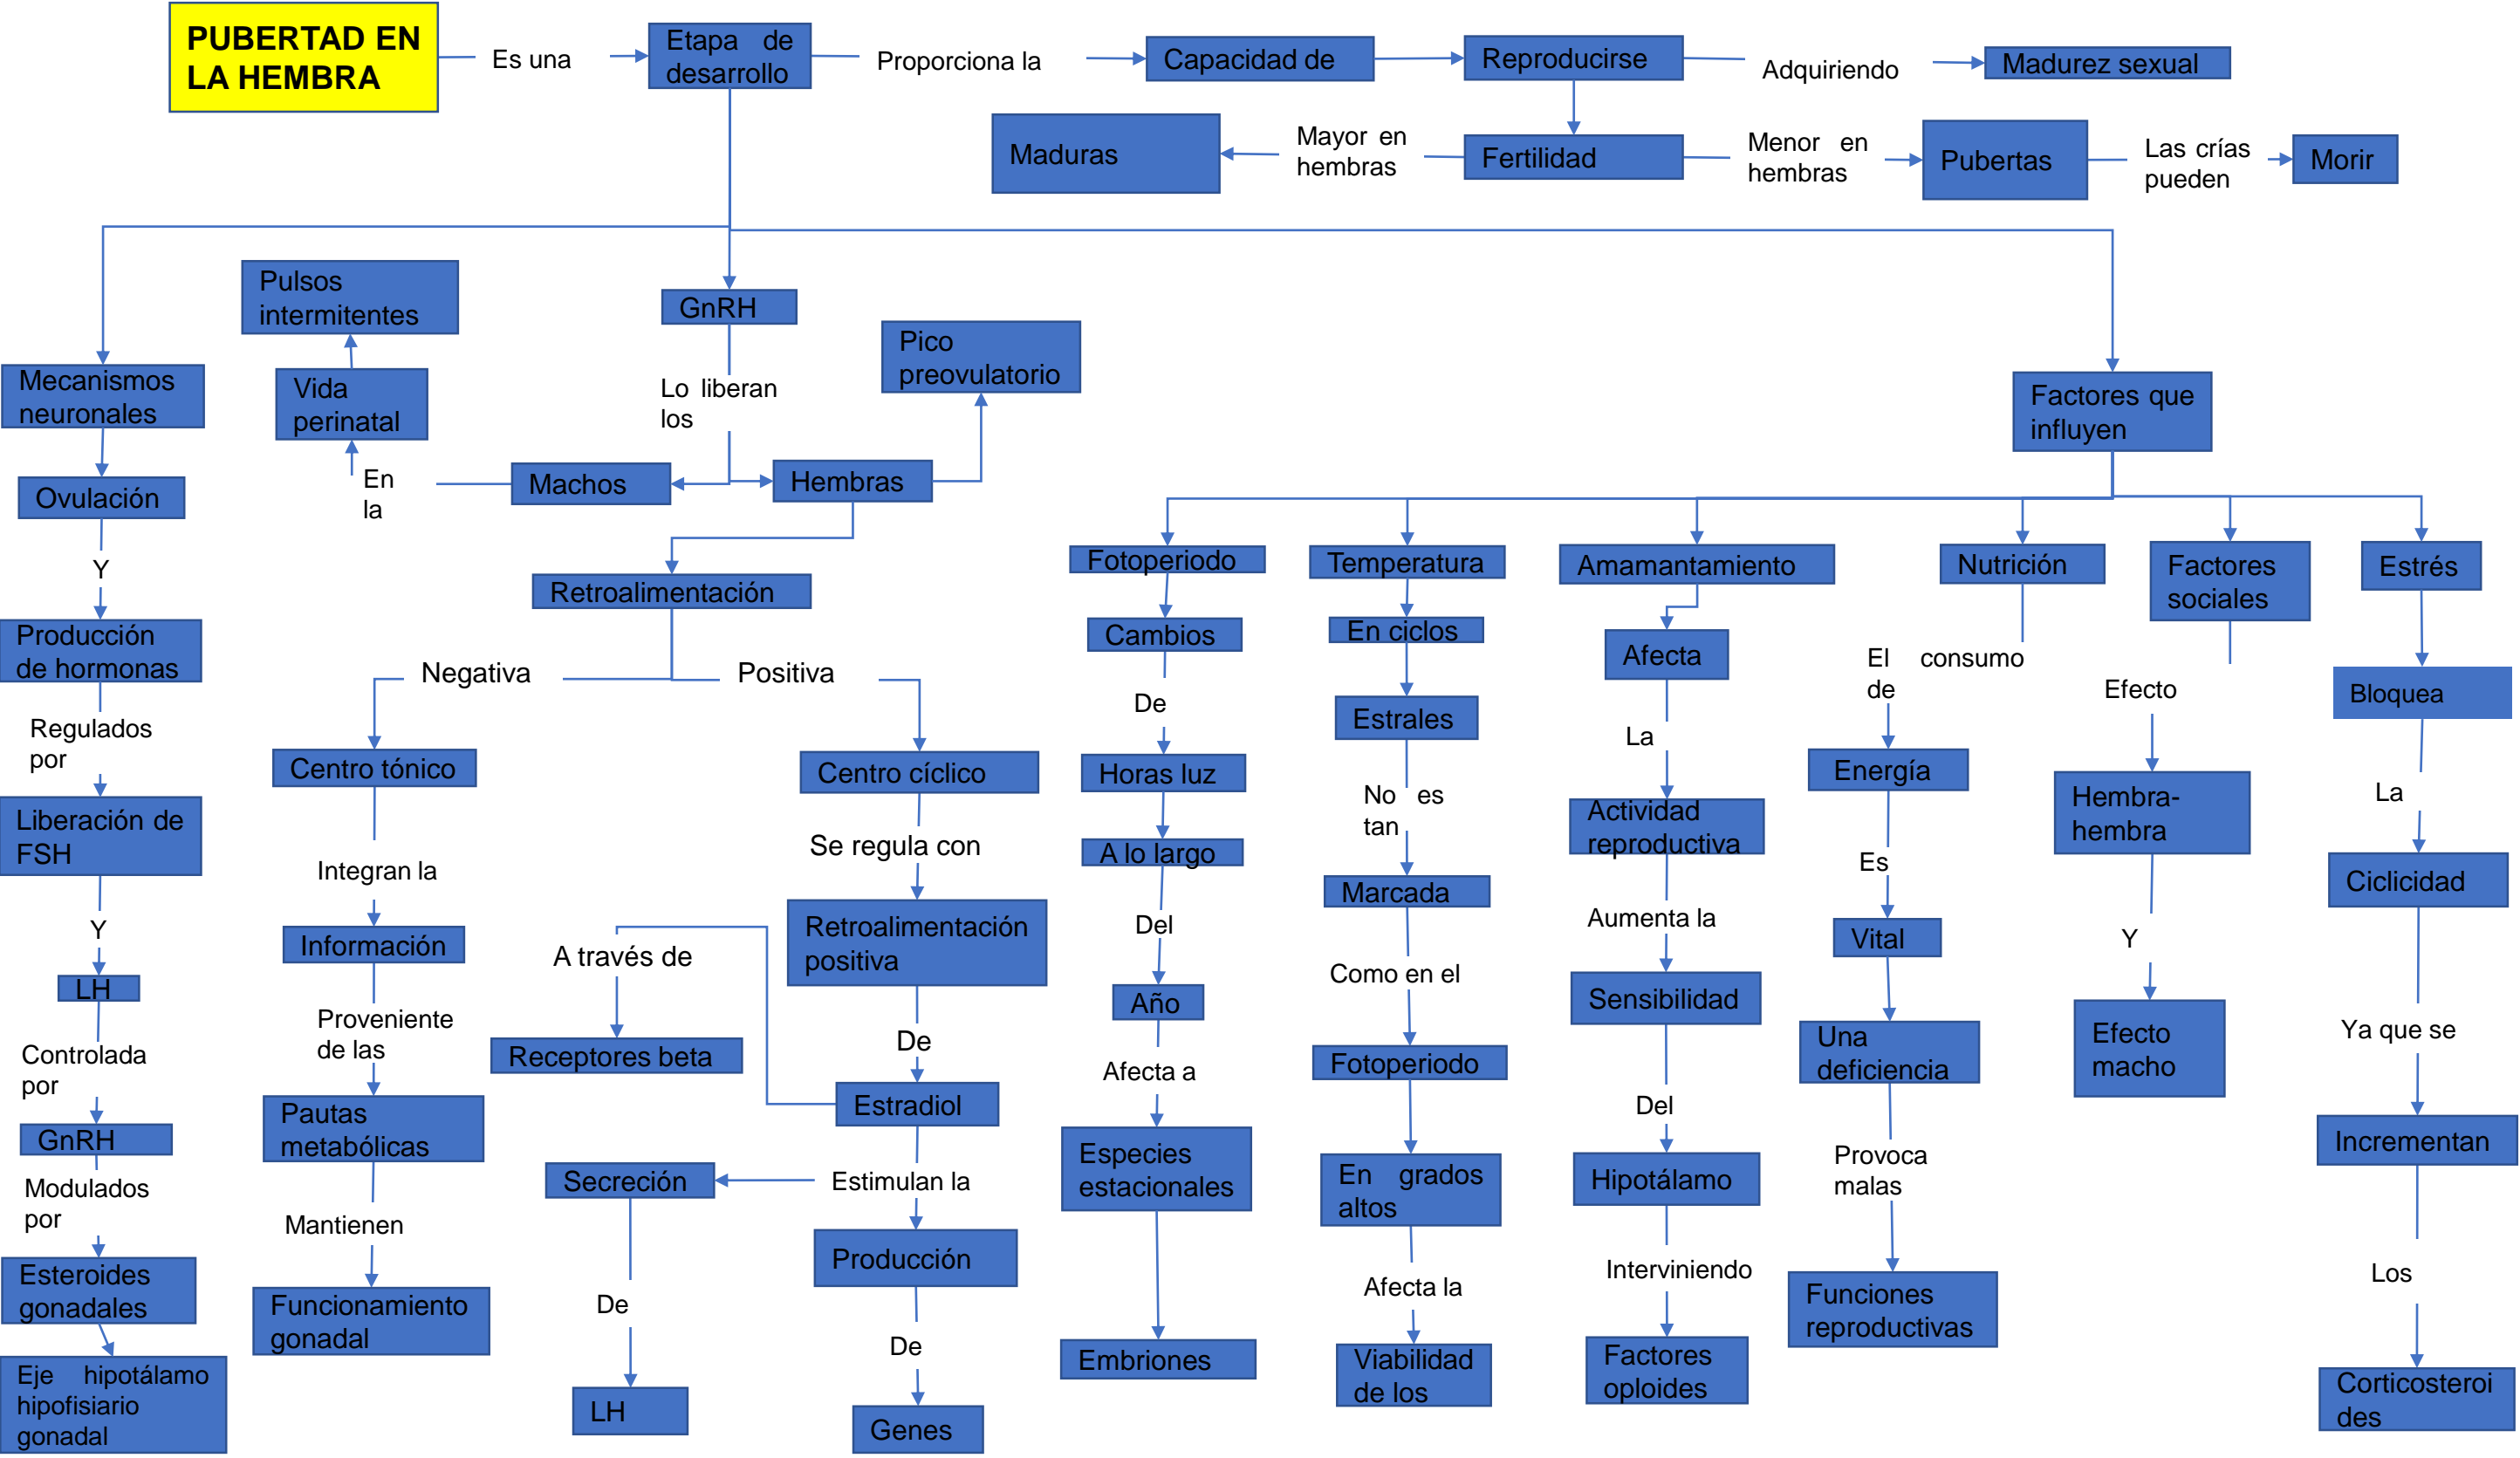 PUBERTAD EN
LA HEMBRA
Es una
Etapa de
desarrollo
Proporciona la
Capacidad de
Reproducirse
Adquiriendo
Madurez sexual
Maduras
Mayor en
hembras
Fertilidad
Menor en
hembras
Pubertas
Las crías
pueden
Morir
Mecanismos
neuronales
Ovulación
Y
Producción
de hormonas
Regulados
por
Liberación de
FSH
Y
LH
Controlada
por
GnRH
Modulados
por
Esteroides
gonadales
Eje hipotálamo
hipofisiario
gonadal
GnRH
Lo liberan
los
Machos
En
la
Vida
perinatal
Pulsos
intermitentes
Hembras
Pico
preovulatorio
Retroalimentación
Negativa
Centro tónico
Integran la
Información
Proveniente
de las
Pautas
metabólicas
Mantienen
Funcionamiento
gonadal
Positiva
Centro cíclico
Se regula con
Retroalimentación
positiva
De
Estradiol
A través de
Receptores beta
Estimulan la
Secreción
De
LH
Producción
De
Genes
Factores que
influyen
Fotoperiodo
Cambios
De
Horas luz
A lo largo
Del
Año
Afecta a
Especies
estacionales
Embriones
Temperatura
En ciclos
Estrales
No es
tan
Marcada
Como en el
Fotoperiodo
En grados
altos
Afecta la
Viabilidad
de los
Amamantamiento
Afecta
La
Actividad
reproductiva
Aumenta la
Sensibilidad
Del
Hipotálamo
Interviniendo
Factores
oploides
Nutrición
El consumo
de
Energía
Es
Vital
Una
deficiencia
Provoca
malas
Funciones
reproductivas
Factores
sociales
Efecto
Hembra-
hembra
Y
Efecto
macho
Estrés
Bloquea
La
Ciclicidad
Ya que se
Incrementan
Los
Corticosteroi
des